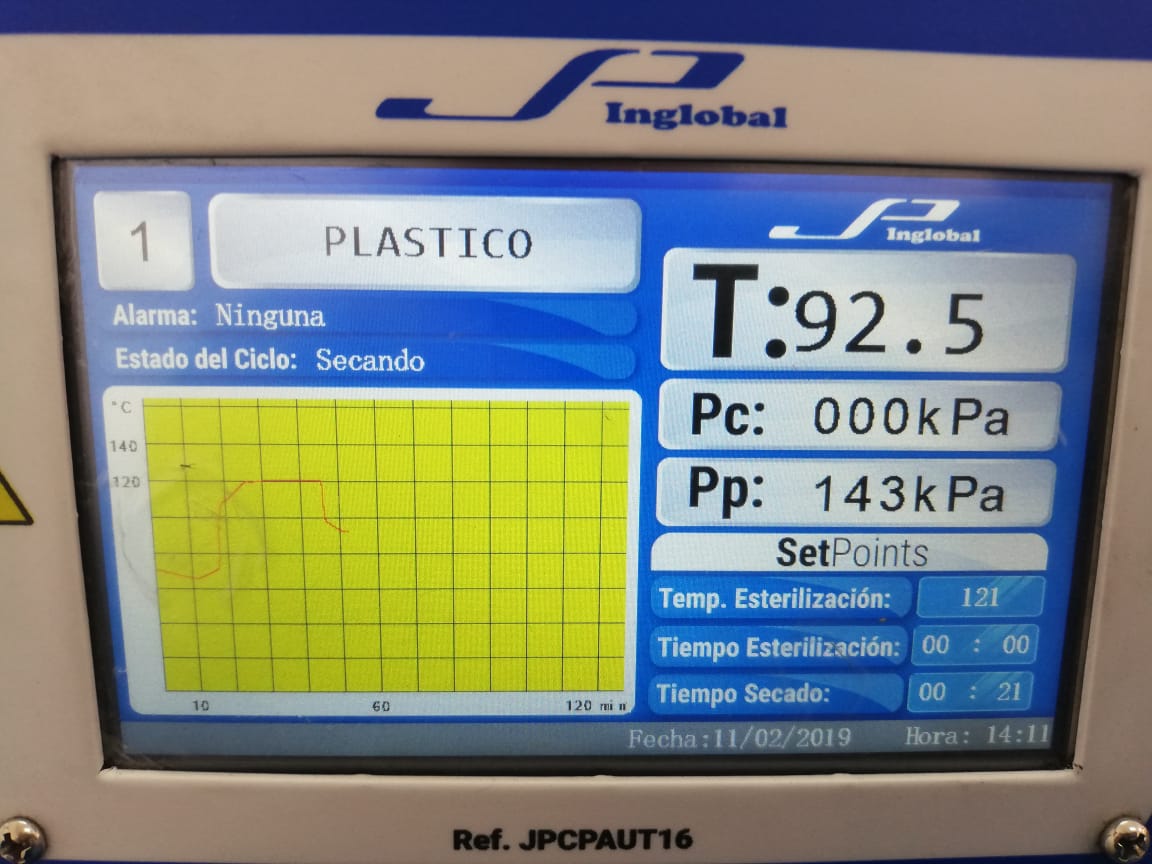 JP Inglobal
1
PLASTICO
JP Inglobal
T:92.5
Alarma: Ninguna
Estado del Ciclo: Secando
Pc: 000kPa
Pp: 143kPa
°C
140
120
10
60
120 min
SetPoints
Temp. Esterilización: 121
Tiempo Esterilización: 00 : 00
Tiempo Secado: 00 : 21
Fecha:11/02/2019 Hora: 14:11
Ref. JPCPAUT16